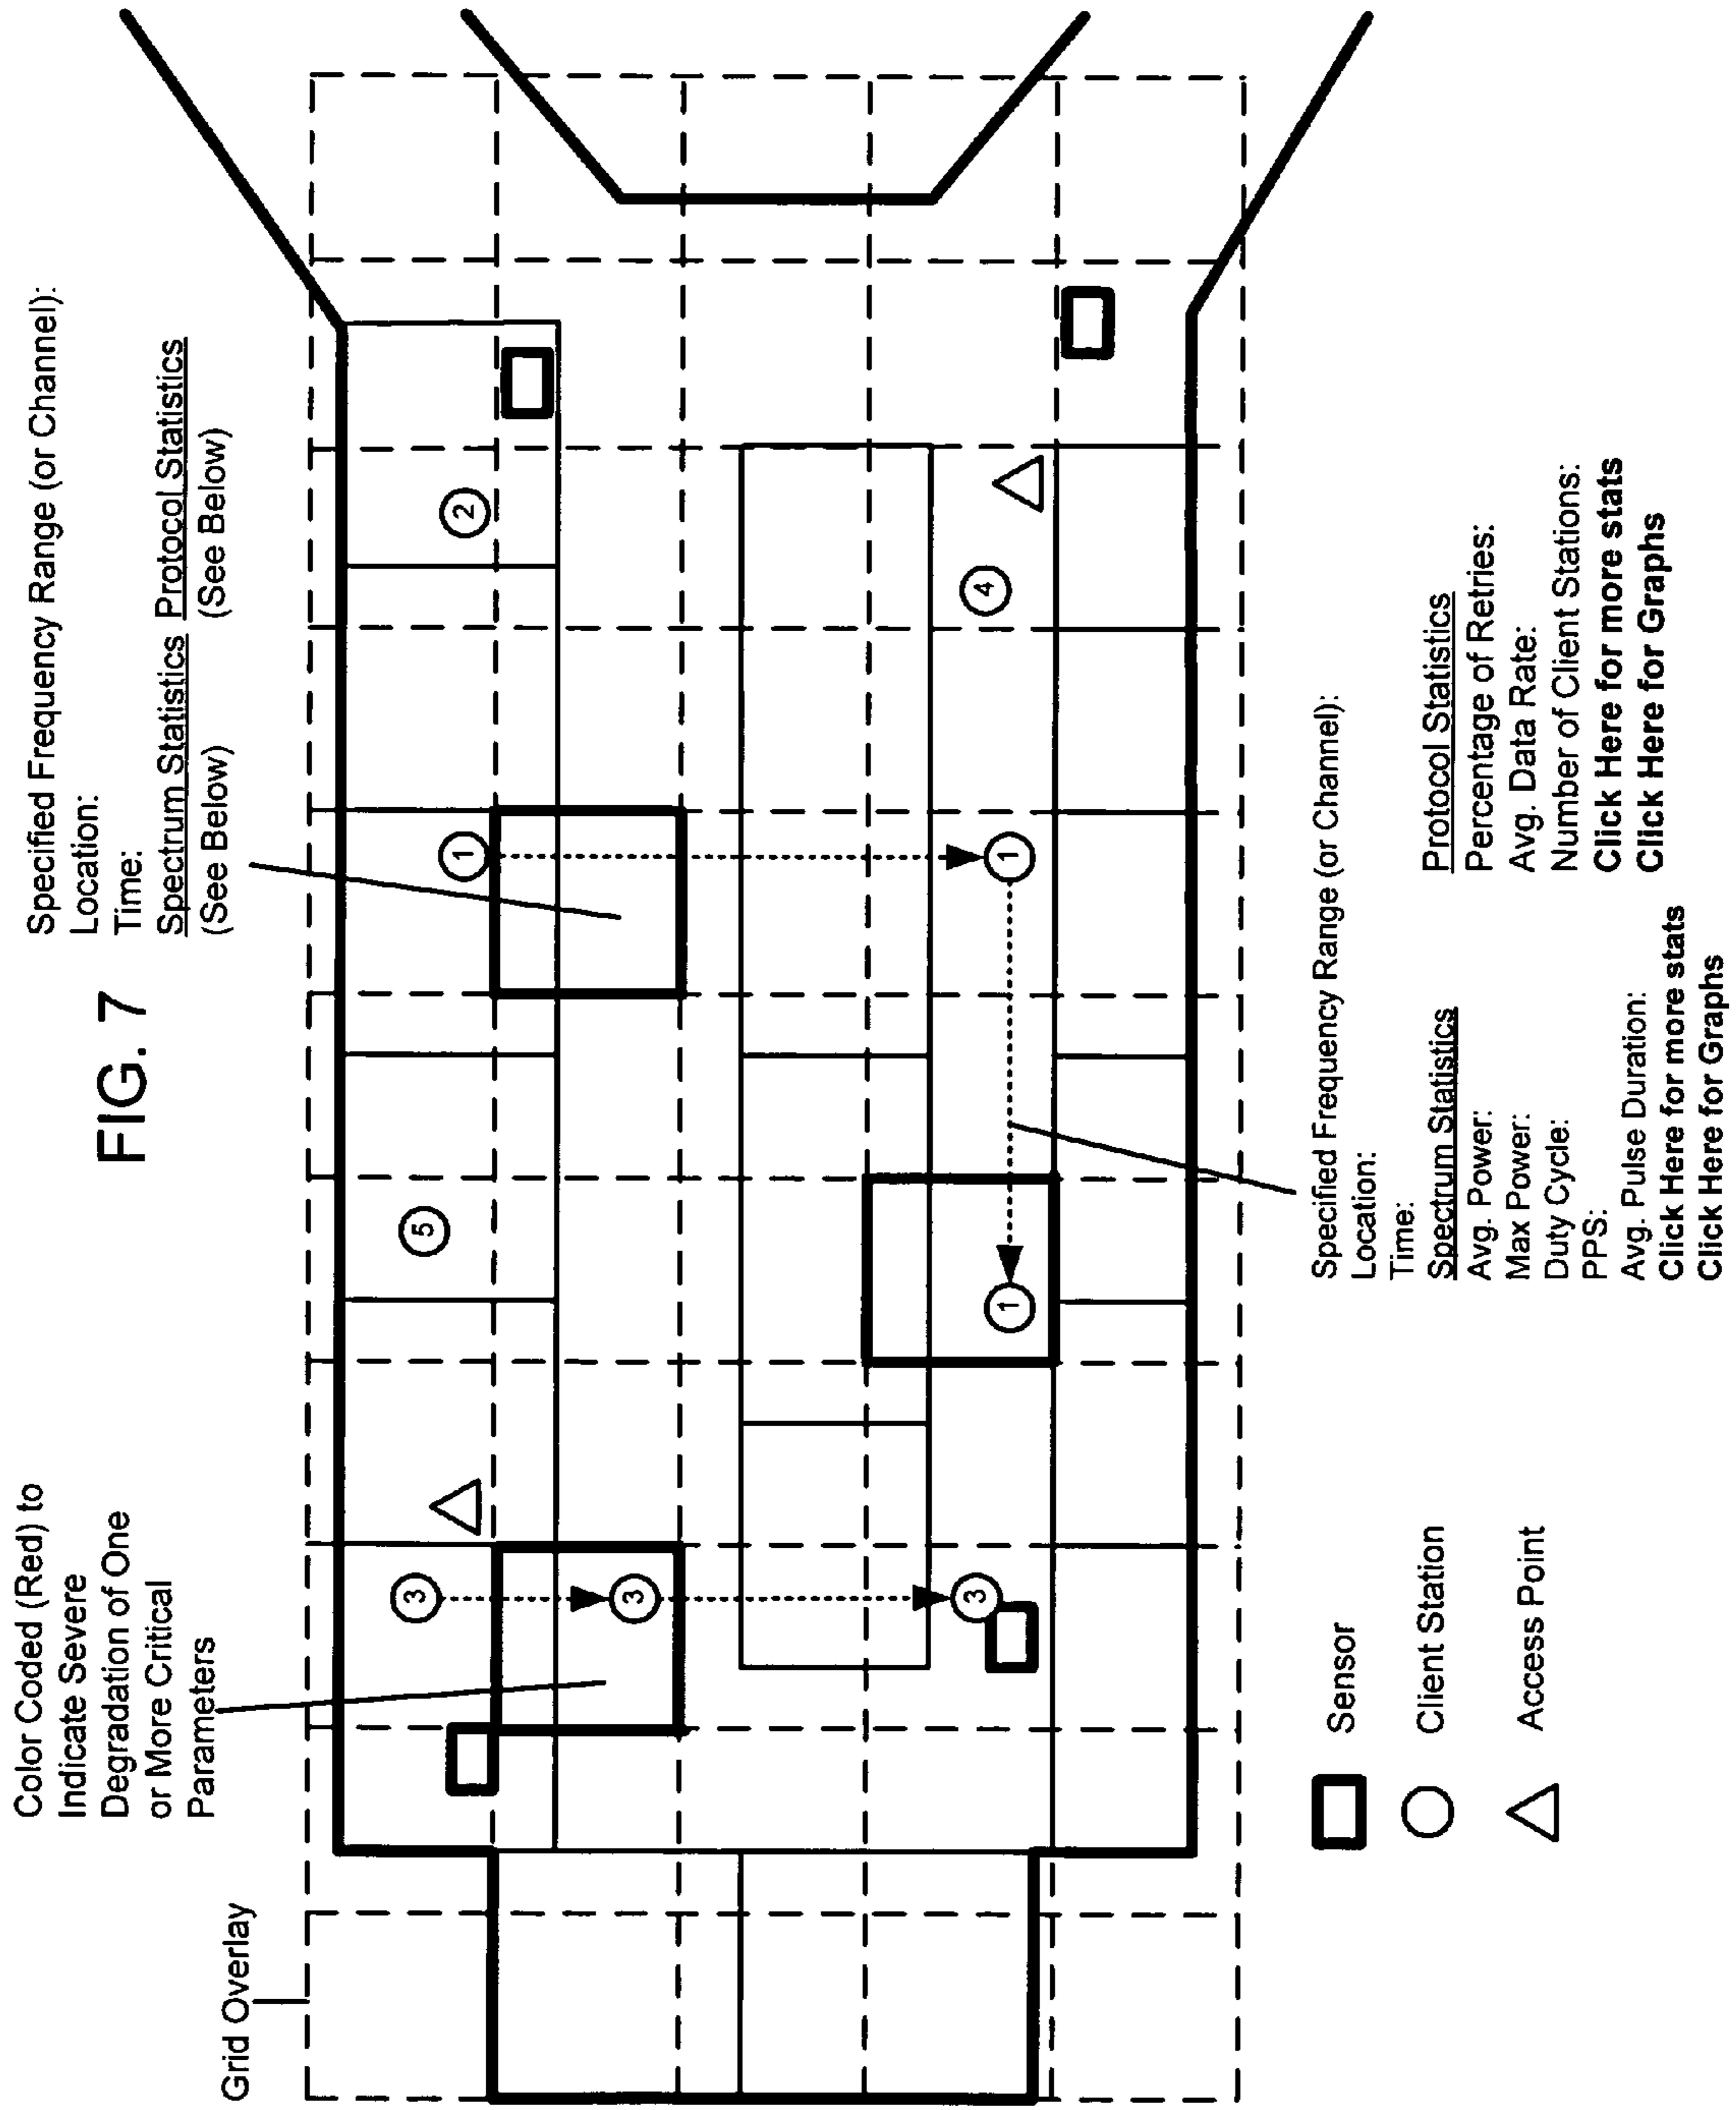 FIG. 7
Grid Overlay
Color Coded (Red) to
Indicate Severe
Degradation of One
or More Critical
Parameters
Specified Frequency Range (or Channel):
Location:
Time:
Spectrum Statistics Protocol Statistics
(See Below) (See Below)
3
3
3
5
1
1
1
2
4
Sensor
Client Station
Access Point
Specified Frequency Range (or Channel):
Location:
Time:
Spectrum Statistics
Avg. Power:
Max Power:
Duty Cycle:
PPS:
Avg. Pulse Duration:
Click Here for more stats
Click Here for Graphs
Protocol Statistics
Percentage of Retries:
Avg. Data Rate:
Number of Client Stations:
Click Here for more stats
Click Here for Graphs